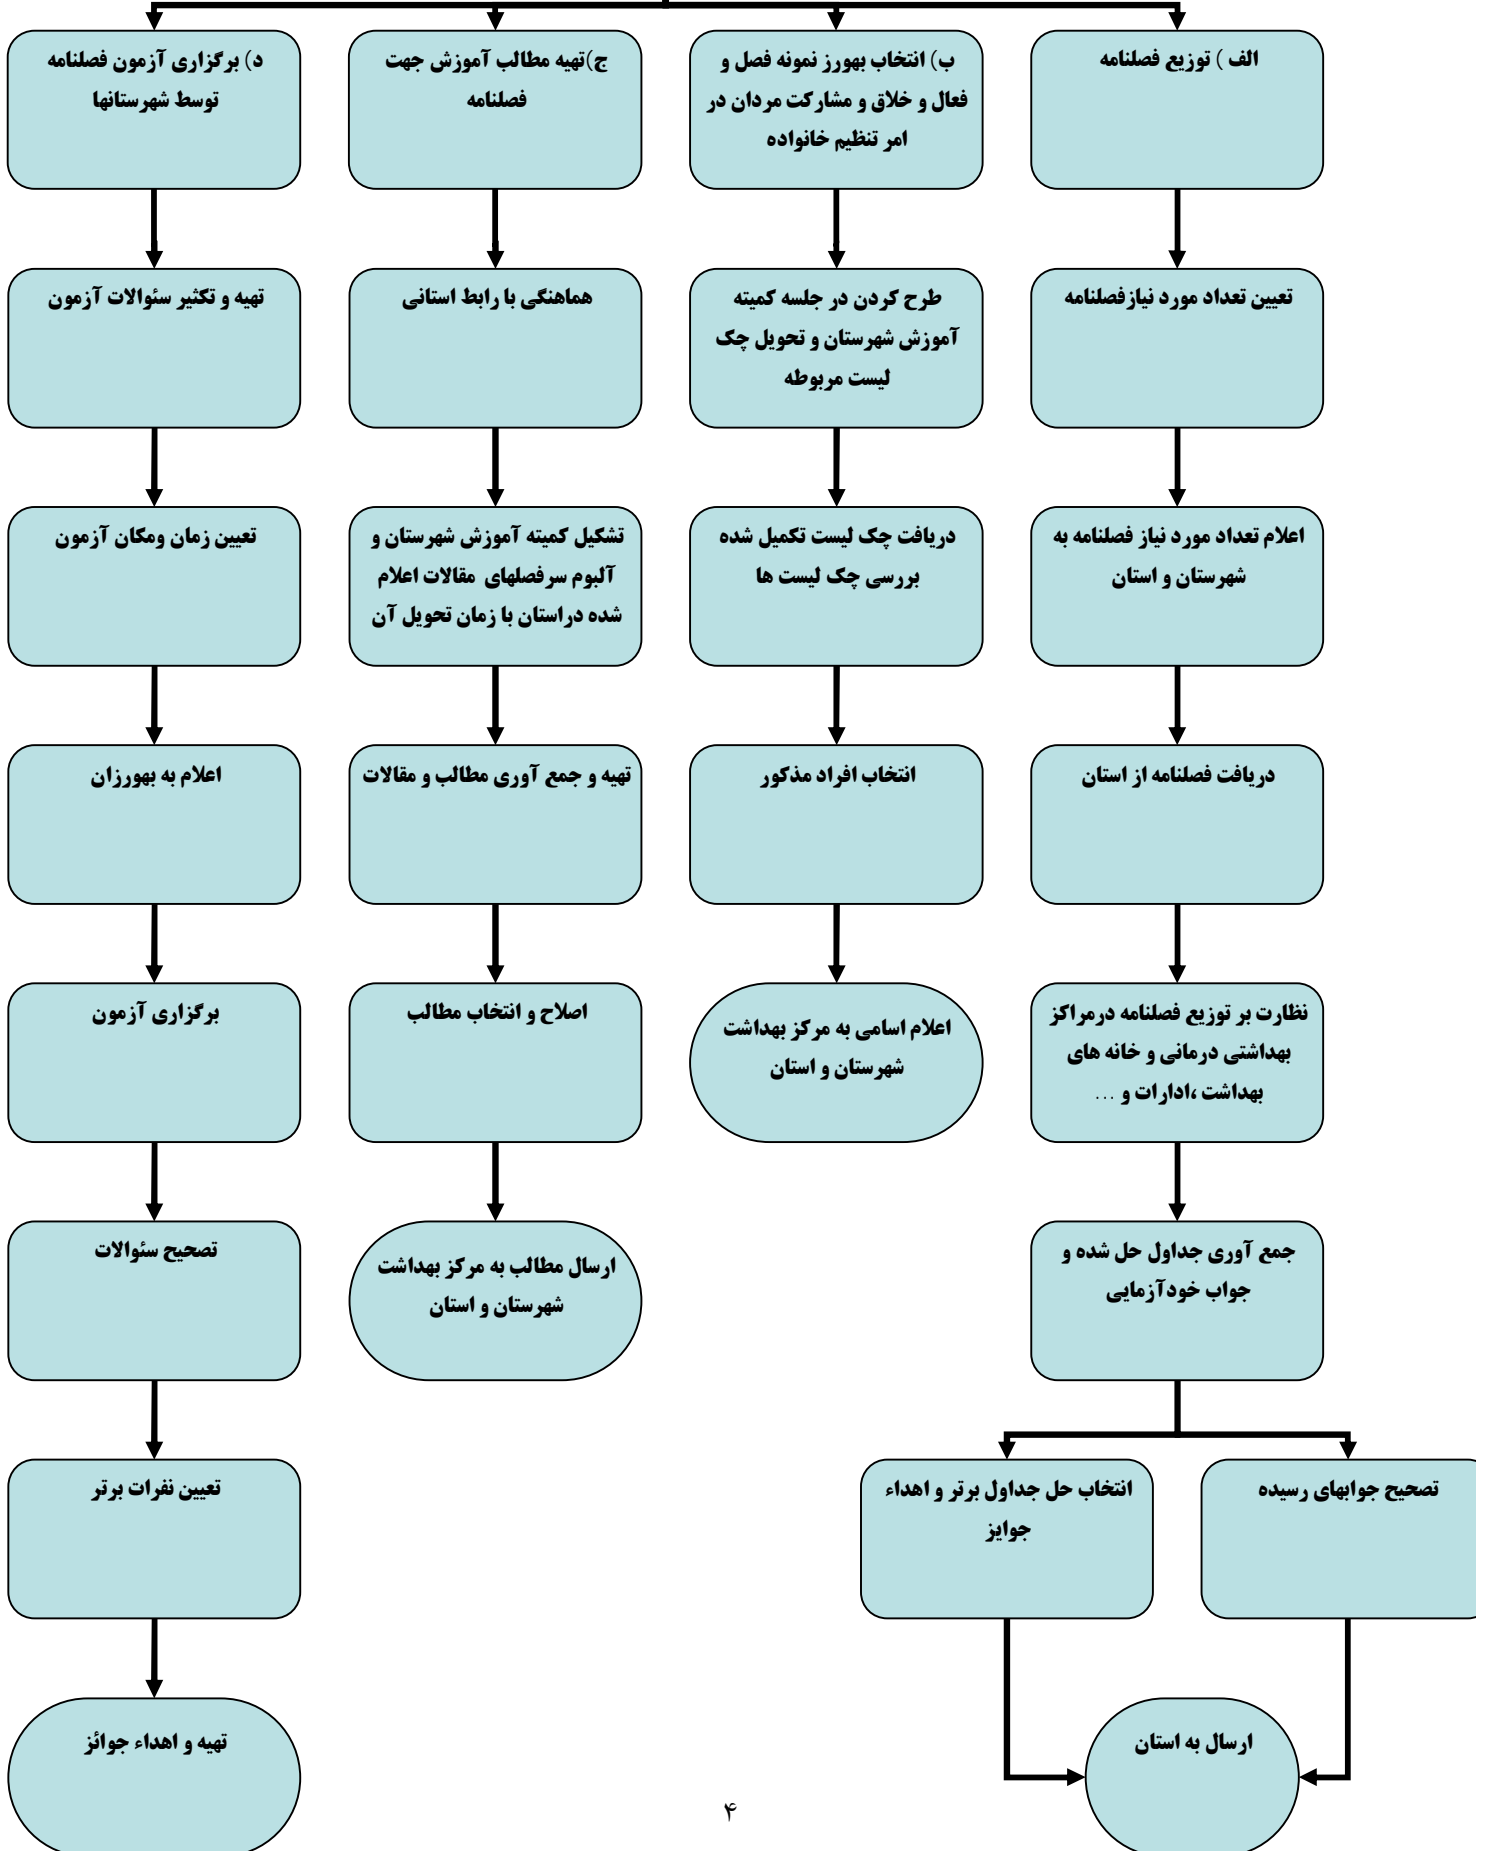 الف ) توزیع فصلنامه
تعیین تعداد مورد نیازفصلنامه
اعلام تعداد مورد نیاز فصلنامه به
شهرستان و استان
دریافت فصلنامه از استان
نظارت بر توزیع فصلنامه درمراکز
بهداشتی درمانی و خانه های
بهداشت ،ادارات و ...
جمع آوری جداول حل شده و
جواب خودآزمایی
تصحیح جوابهای رسیده
انتخاب حل جداول برتر و اهداء
جوایز
ارسال به استان
ب) انتخاب بهورز نمونه فصل و
فعال و خلاق و مشارکت مردان در
امر تنظیم خانواده
طرح کردن در جلسه کمیته
آموزش شهرستان و تحویل چک
لیست مربوطه
دریافت چک لیست تکمیل شده
بررسی چک لیست ها
انتخاب افراد مذکور
اعلام اسامی به مرکز بهداشت
شهرستان و استان
ج)تهیه مطالب آموزش جهت
فصلنامه
هماهنگی با رابط استانی
تشکیل کمیته آموزش شهرستان و
آلبوم سرفصلهای مقالات اعلام
شده دراستان با زمان تحویل آن
تهیه و جمع آوری مطالب و مقالات
اصلاح و انتخاب مطالب
ارسال مطالب به مرکز بهداشت
شهرستان و استان
د) برگزاری آزمون فصلنامه
توسط شهرستانها
تهیه و تکثیر سئوالات آزمون
تعیین زمان ومکان آزمون
اعلام به بهورزان
برگزاری آزمون
تصحیح سئوالات
تعیین نفرات برتر
تهیه و اهداء جوائز
۴